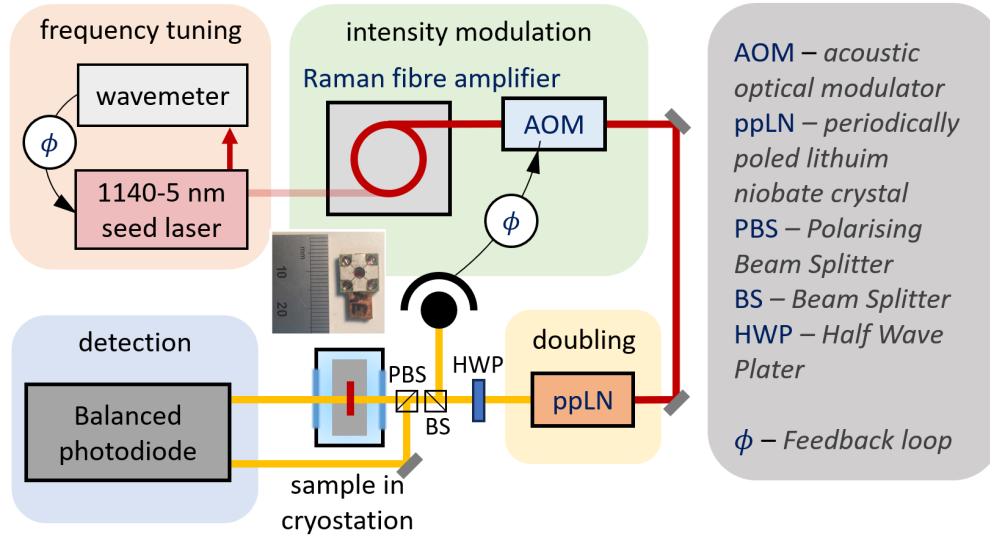 frequency tuning
wavemeter
ϕ
1140-5 nm
seed laser
intensity modulation
Raman fibre amplifier
AOM
ϕ
mm
10
20
detection
Balanced
photodiode
PBS
BS
HWP
sample in
cryostation
doubling
ppLN
AOM – acoustic
optical modulator
ppLN – periodically
poled lithuim
niobate crystal
PBS – Polarising
Beam Splitter
BS – Beam Splitter
HWP – Half Wave
Plater
ϕ – Feedback loop